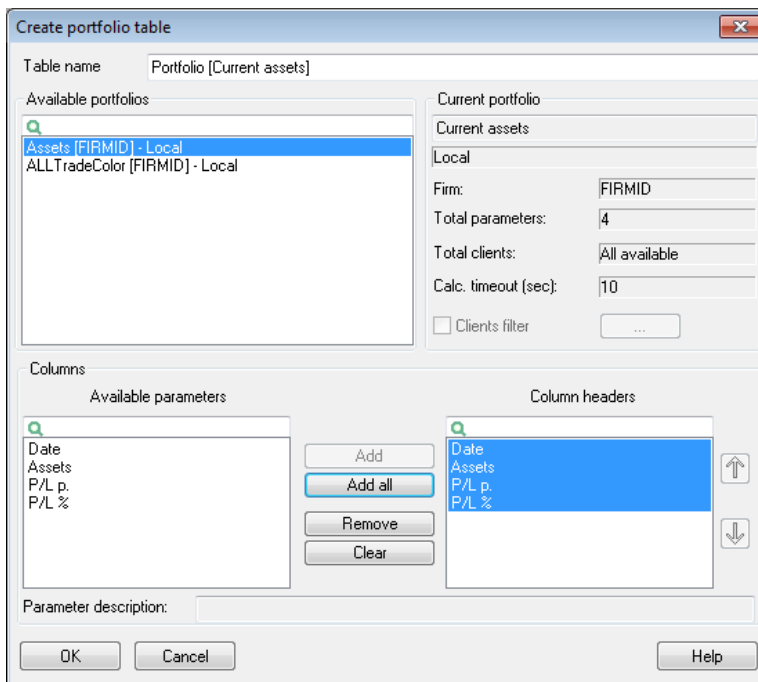 Create portfolio table
Table name Portfolio [Current assets]
Available portfolios
Assets [FIRMID] - Local
ALLTradeColor [FIRMID] - Local
Current portfolio
Current assets
Local
Firm: FIRMID
Total parameters: 4
Total clients: All available
Calc. timeout (sec): 10
Clients filter ...
Columns
Available parameters
Date
Assets
P/L p.
P/L %
Add
Add all
Remove
Clear
Column headers
Date
Assets
P/L p.
P/L %
Parameter description:
OK Cancel Help